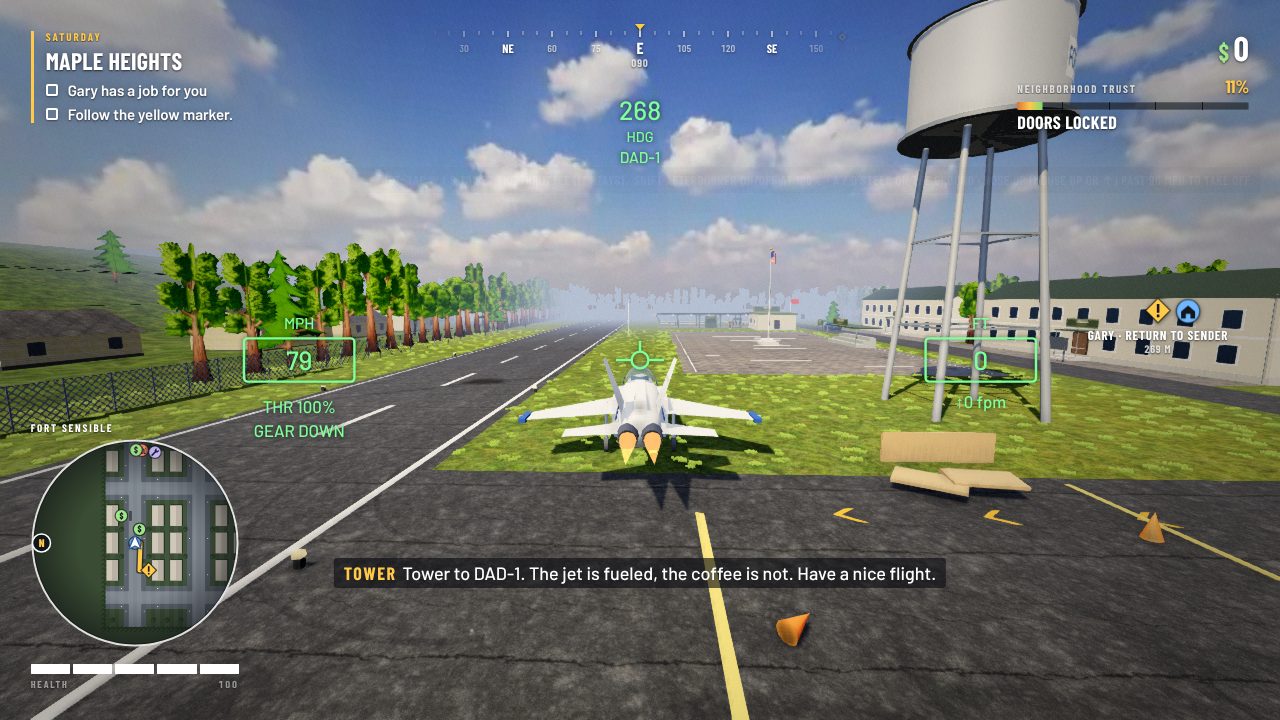 SATURDAY
MAPLE HEIGHTS
Gary has a job for you
Follow the yellow marker.
30 NE 60 75 E 105 120 SE 150
090
268
HDG
DAD-1
$0
NEIGHBORHOOD TRUST 11%
DOORS LOCKED
MPH
79
THR 100%
GEAR DOWN
FT
0
↑0 fpm
GARY · RETURN TO SENDER
269 M
FORT SENSIBLE
N
TOWER Tower to DAD-1. The jet is fueled, the coffee is not. Have a nice flight.
HEALTH 100